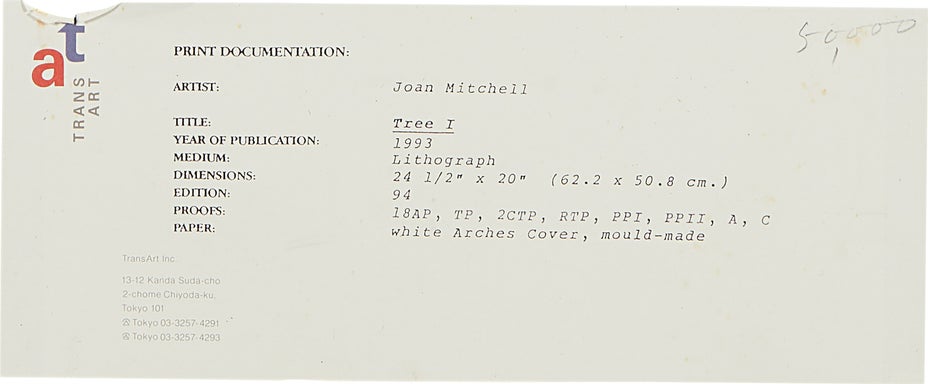 50,000
at
TRANS
ART
PRINT DOCUMENTATION:
ARTIST: Joan Mitchell
TITLE: Tree I
YEAR OF PUBLICATION: 1993
MEDIUM: Lithograph
DIMENSIONS: 24 1/2" x 20" (62.2 x 50.8 cm.)
EDITION: 94
PROOFS: 18AP, TP, 2CTP, RTP, PPI, PPII, A, C
PAPER: white Arches Cover, mould-made
TransArt Inc.
13-12 Kanda Suda-cho
2-chome Chiyoda-ku,
Tokyo 101
Tokyo 03-3257-4291
Tokyo 03-3257-4293